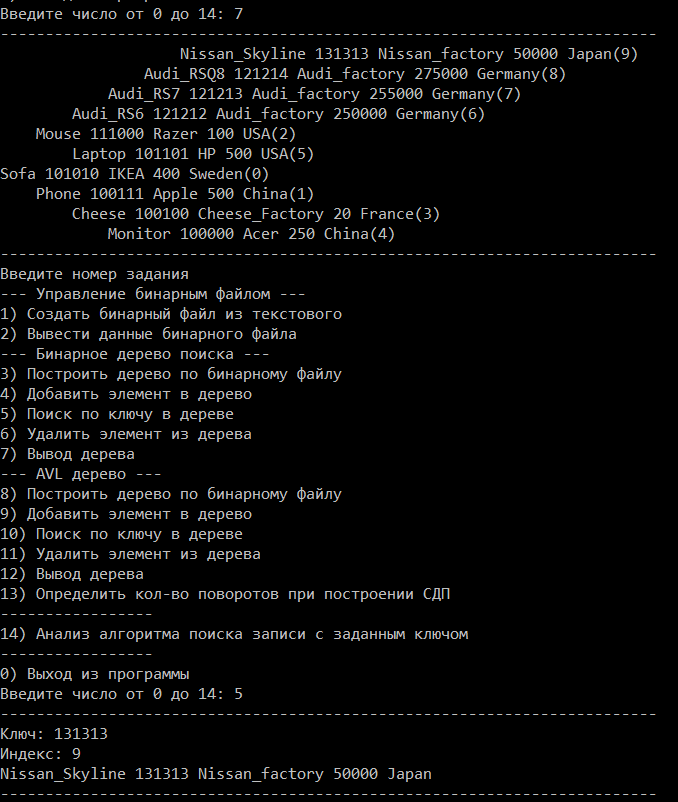 Введите число от 0 до 14: 7
-------------------------------------------------------------------------
                    Nissan_Skyline 131313 Nissan_factory 50000 Japan(9)
                Audi_RSQ8 121214 Audi_factory 275000 Germany(8)
            Audi_RS7 121213 Audi_factory 255000 Germany(7)
        Audi_RS6 121212 Audi_factory 250000 Germany(6)
    Mouse 111000 Razer 100 USA(2)
        Laptop 101101 HP 500 USA(5)
Sofa 101010 IKEA 400 Sweden(0)
    Phone 100111 Apple 500 China(1)
        Cheese 100100 Cheese_Factory 20 France(3)
            Monitor 100000 Acer 250 China(4)
-------------------------------------------------------------------------
Введите номер задания
--- Управление бинарным файлом ---
1) Создать бинарный файл из текстового
2) Вывести данные бинарного файла
--- Бинарное дерево поиска ---
3) Построить дерево по бинарному файлу
4) Добавить элемент в дерево
5) Поиск по ключу в дереве
6) Удалить элемент из дерева
7) Вывод дерева
--- AVL дерево ---
8) Построить дерево по бинарному файлу
9) Добавить элемент в дерево
10) Поиск по ключу в дереве
11) Удалить элемент из дерева
12) Вывод дерева
13) Определить кол-во поворотов при построении СДП
-----------------
14) Анализ алгоритма поиска записи с заданным ключом
-----------------
0) Выход из программы
Введите число от 0 до 14: 5
-------------------------------------------------------------------------
Ключ: 131313
Индекс: 9
Nissan_Skyline 131313 Nissan_factory 50000 Japan
-------------------------------------------------------------------------